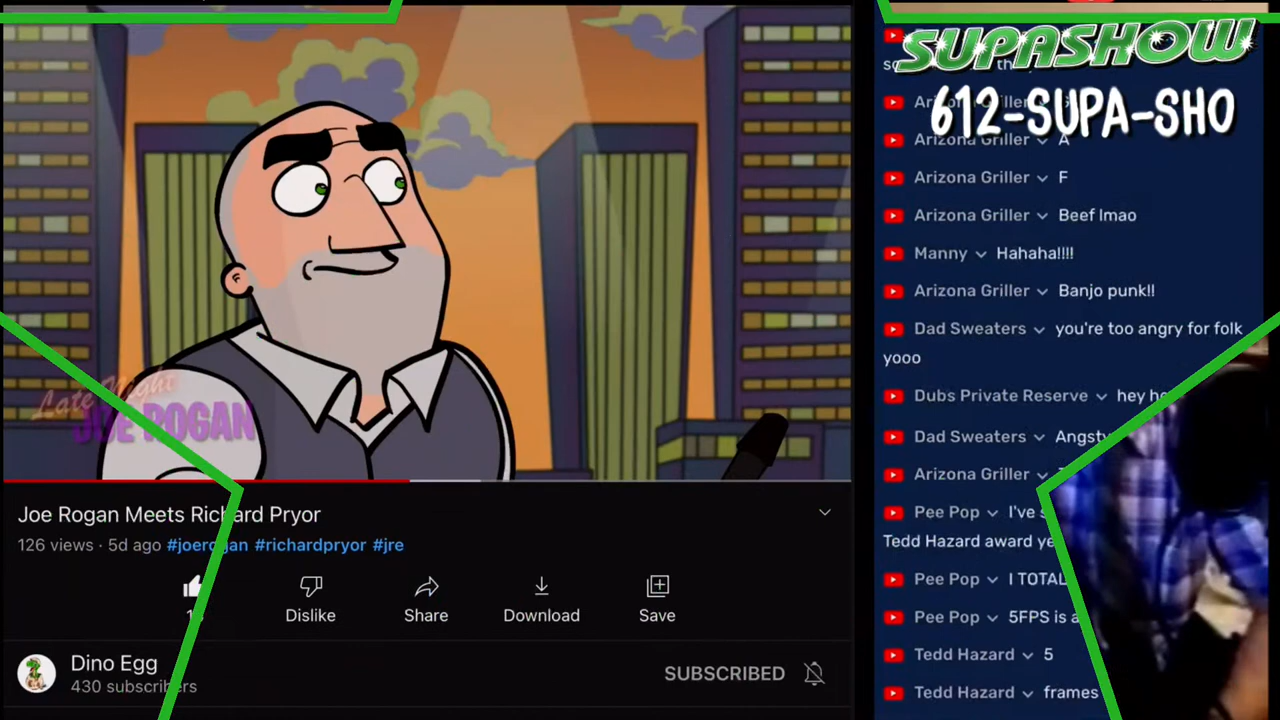 Late Night
JOE ROGAN
Joe Rogan Meets Richard Pryor
126 views · 5d ago #joerogan #richardpryor #jre
Dislike
Share
Download
Save
Dino Egg
430 subscribers
SUBSCRIBED
SUPASHOW
612-SUPA-SHO
Arizona Griller
Arizona Griller A
Arizona Griller F
Arizona Griller Beef lmao
Manny Hahaha!!!!
Arizona Griller Banjo punk!!
Dad Sweaters you're too angry for folk
yooo
Dubs Private Reserve hey
Dad Sweaters Angsty
Arizona Griller
Pee Pop I've
Tedd Hazard award
Pee Pop I TOTAL
Pee Pop 5FPS is
Tedd Hazard 5
Tedd Hazard frames